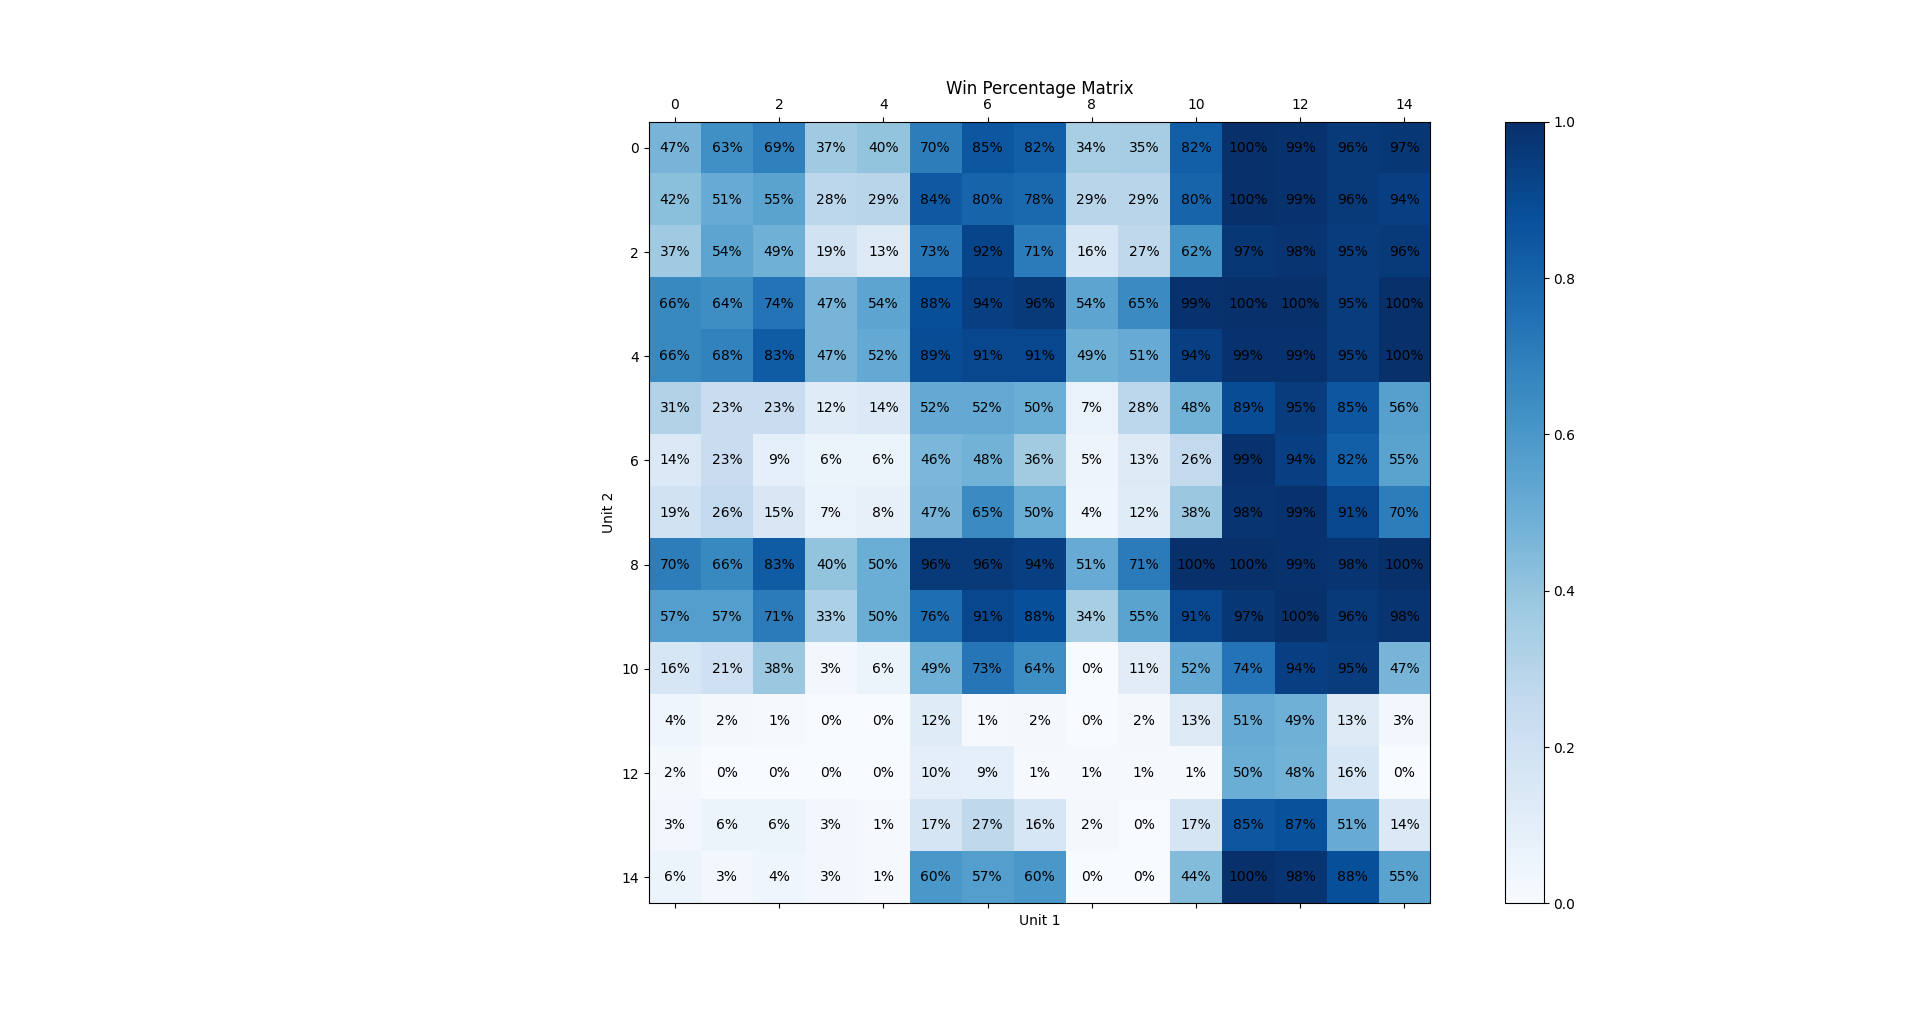 Win Percentage Matrix
0 2 4 6 8 10 12 14
0 47% 63% 69% 37% 40% 70% 85% 82% 34% 35% 82% 100% 99% 96% 97% 1.0
42% 51% 55% 28% 29% 84% 80% 78% 29% 29% 80% 100% 99% 96% 94%
2 37% 54% 49% 19% 13% 73% 92% 71% 16% 27% 62% 97% 98% 95% 96%
0.8
66% 64% 74% 47% 54% 88% 94% 96% 54% 65% 99% 100% 100% 95% 100%
4 66% 68% 83% 47% 52% 89% 91% 91% 49% 51% 94% 99% 99% 95% 100%
31% 23% 23% 12% 14% 52% 52% 50% 7% 28% 48% 89% 95% 85% 56%
0.6
6 14% 23% 9% 6% 6% 46% 48% 36% 5% 13% 26% 99% 94% 82% 55%
Unit 2
19% 26% 15% 7% 8% 47% 65% 50% 4% 12% 38% 98% 99% 91% 70%
8 70% 66% 83% 40% 50% 96% 96% 94% 51% 71% 100% 100% 99% 98% 100%
0.4
57% 57% 71% 33% 50% 76% 91% 88% 34% 55% 91% 97% 100% 96% 98%
10 16% 21% 38% 3% 6% 49% 73% 64% 0% 11% 52% 74% 94% 95% 47%
4% 2% 1% 0% 0% 12% 1% 2% 0% 2% 13% 51% 49% 13% 3%
0.2
12 2% 0% 0% 0% 0% 10% 9% 1% 1% 1% 1% 50% 48% 16% 0%
3% 6% 6% 3% 1% 17% 27% 16% 2% 0% 17% 85% 87% 51% 14%
14 6% 3% 4% 3% 1% 60% 57% 60% 0% 0% 44% 100% 98% 88% 55%
0.0
Unit 1